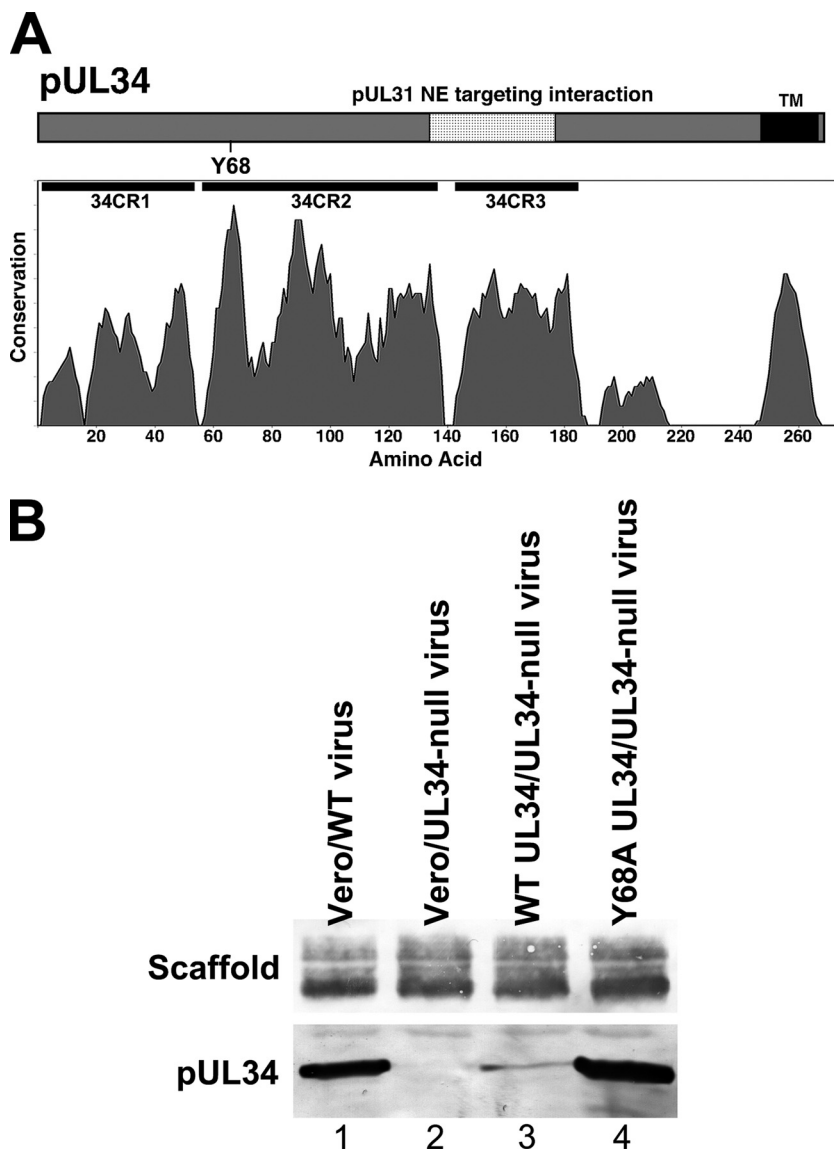 A
pUL34
pUL31 NE targeting interaction
TM
Y68
34CR1 34CR2 34CR3
Conservation
20 40 60 80 100 120 140 160 180 200 220 240 260
Amino Acid
B
Vero/WT virus
Vero/UL34-null virus
WT UL34/UL34-null virus
Y68A UL34/UL34-null virus
Scaffold
pUL34
1 2 3 4